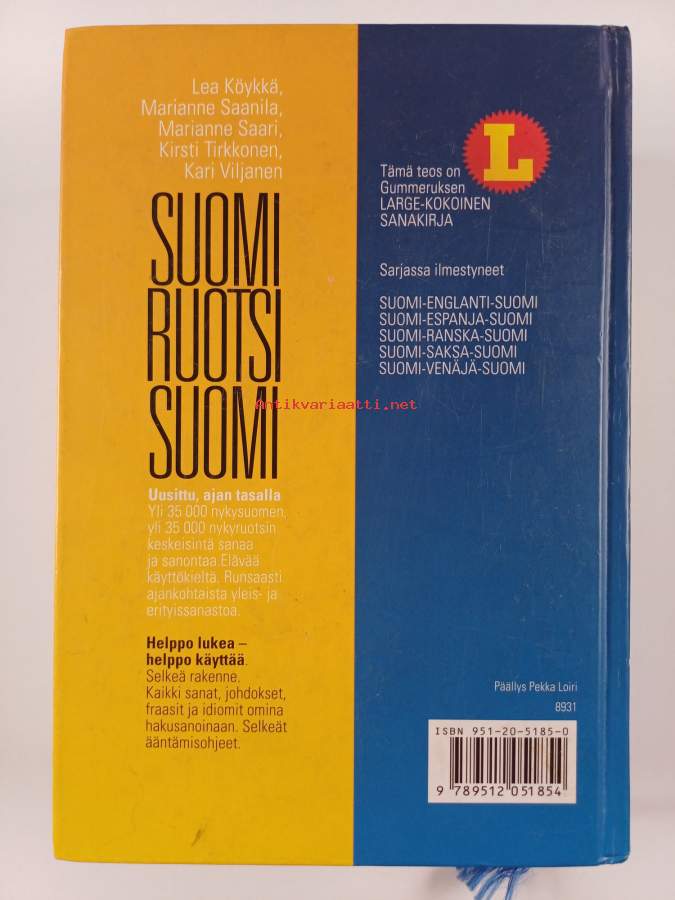 Lea Köykkä,
Marianne Saanila,
Marianne Saari,
Kirsti Tirkkonen,
Kari Viljanen
SUOMI
RUOTSI
SUOMI
Uusittu, ajan tasalla
Yli 35 000 nykysuomen,
yli 35 000 nykyruotsin
keskeisintä sanaa
ja sanontaa.Elävää
käyttökieltä. Runsaasti
ajankohtaista yleis- ja
erityissanastoa.
Helppo lukea –
helppo käyttää.
Selkeä rakenne.
Kaikki sanat, johdokset,
fraasit ja idiomit omina
hakusanoinaan. Selkeät
ääntämisohjeet.
L
Tämä teos on
Gummeruksen
LARGE-KOKOINEN
SANAKIRJA
Sarjassa ilmestyneet
SUOMI-ENGLANTI-SUOMI
SUOMI-ESPANJA-SUOMI
SUOMI-RANSKA-SUOMI
SUOMI-SAKSA-SUOMI
SUOMI-VENÄJÄ-SUOMI
Antikvariaatti.net
Päällys Pekka Loiri
8931
ISBN 951-20-5185-0
9 789512 051854